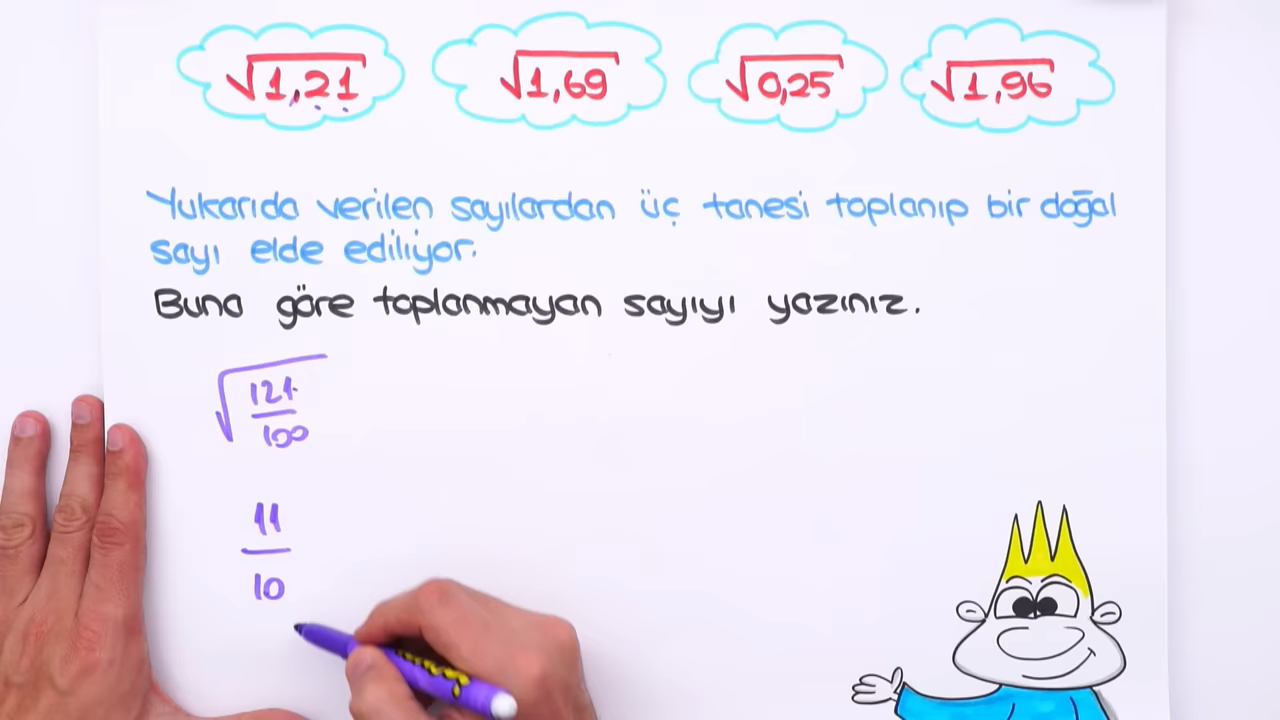 √1,21 √1,69 √0,25 √1,96
Yukarıda verilen sayılardan üç tanesi toplanıp bir doğal
sayı elde ediliyor.
Buna göre toplanmayan sayıyı yazınız.
√121/100
11
10